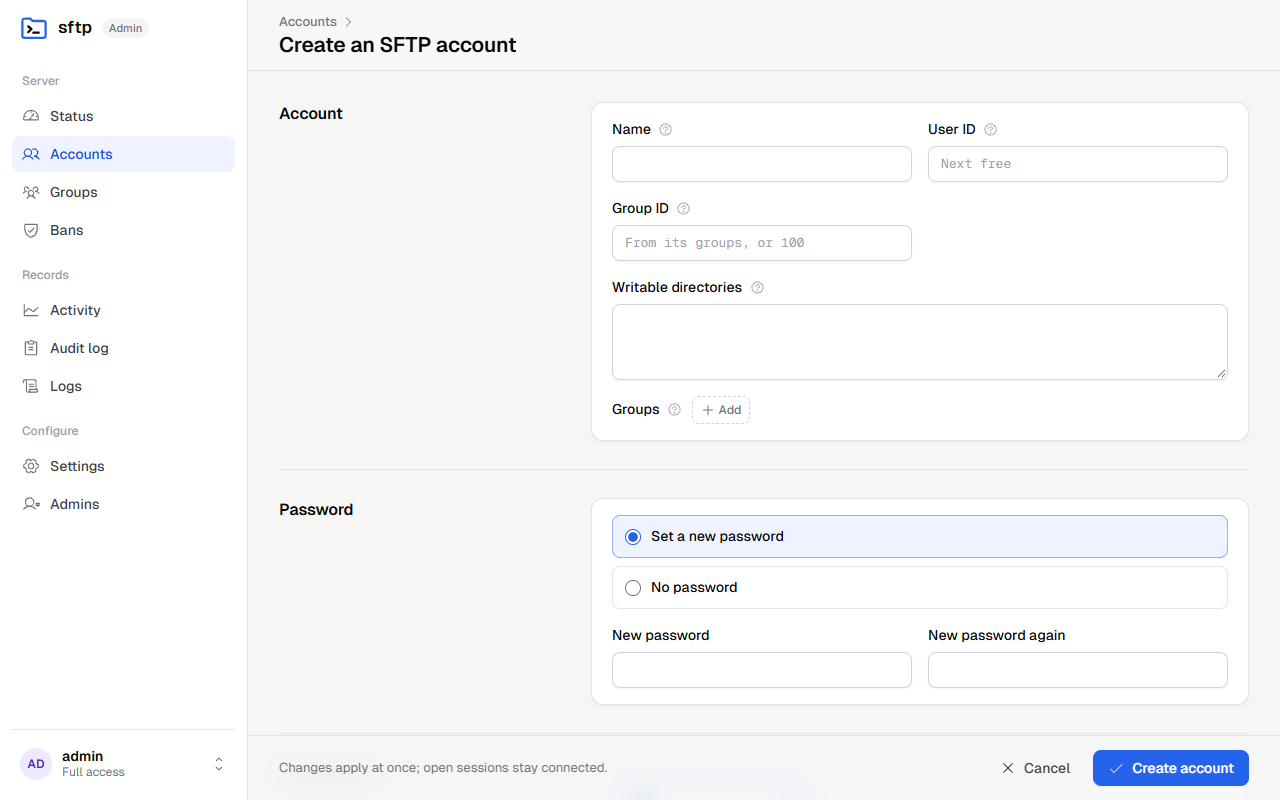 sftp Admin
Server
Status
Accounts
Groups
Bans
Records
Activity
Audit log
Logs
Configure
Settings
Admins
AD
admin
Full access
Accounts
Create an SFTP account
Account
Name
User ID
Next free
Group ID
From its groups, or 100
Writable directories
Groups
Add
Password
Set a new password
No password
New password
New password again
Changes apply at once; open sessions stay connected.
Cancel
Create account